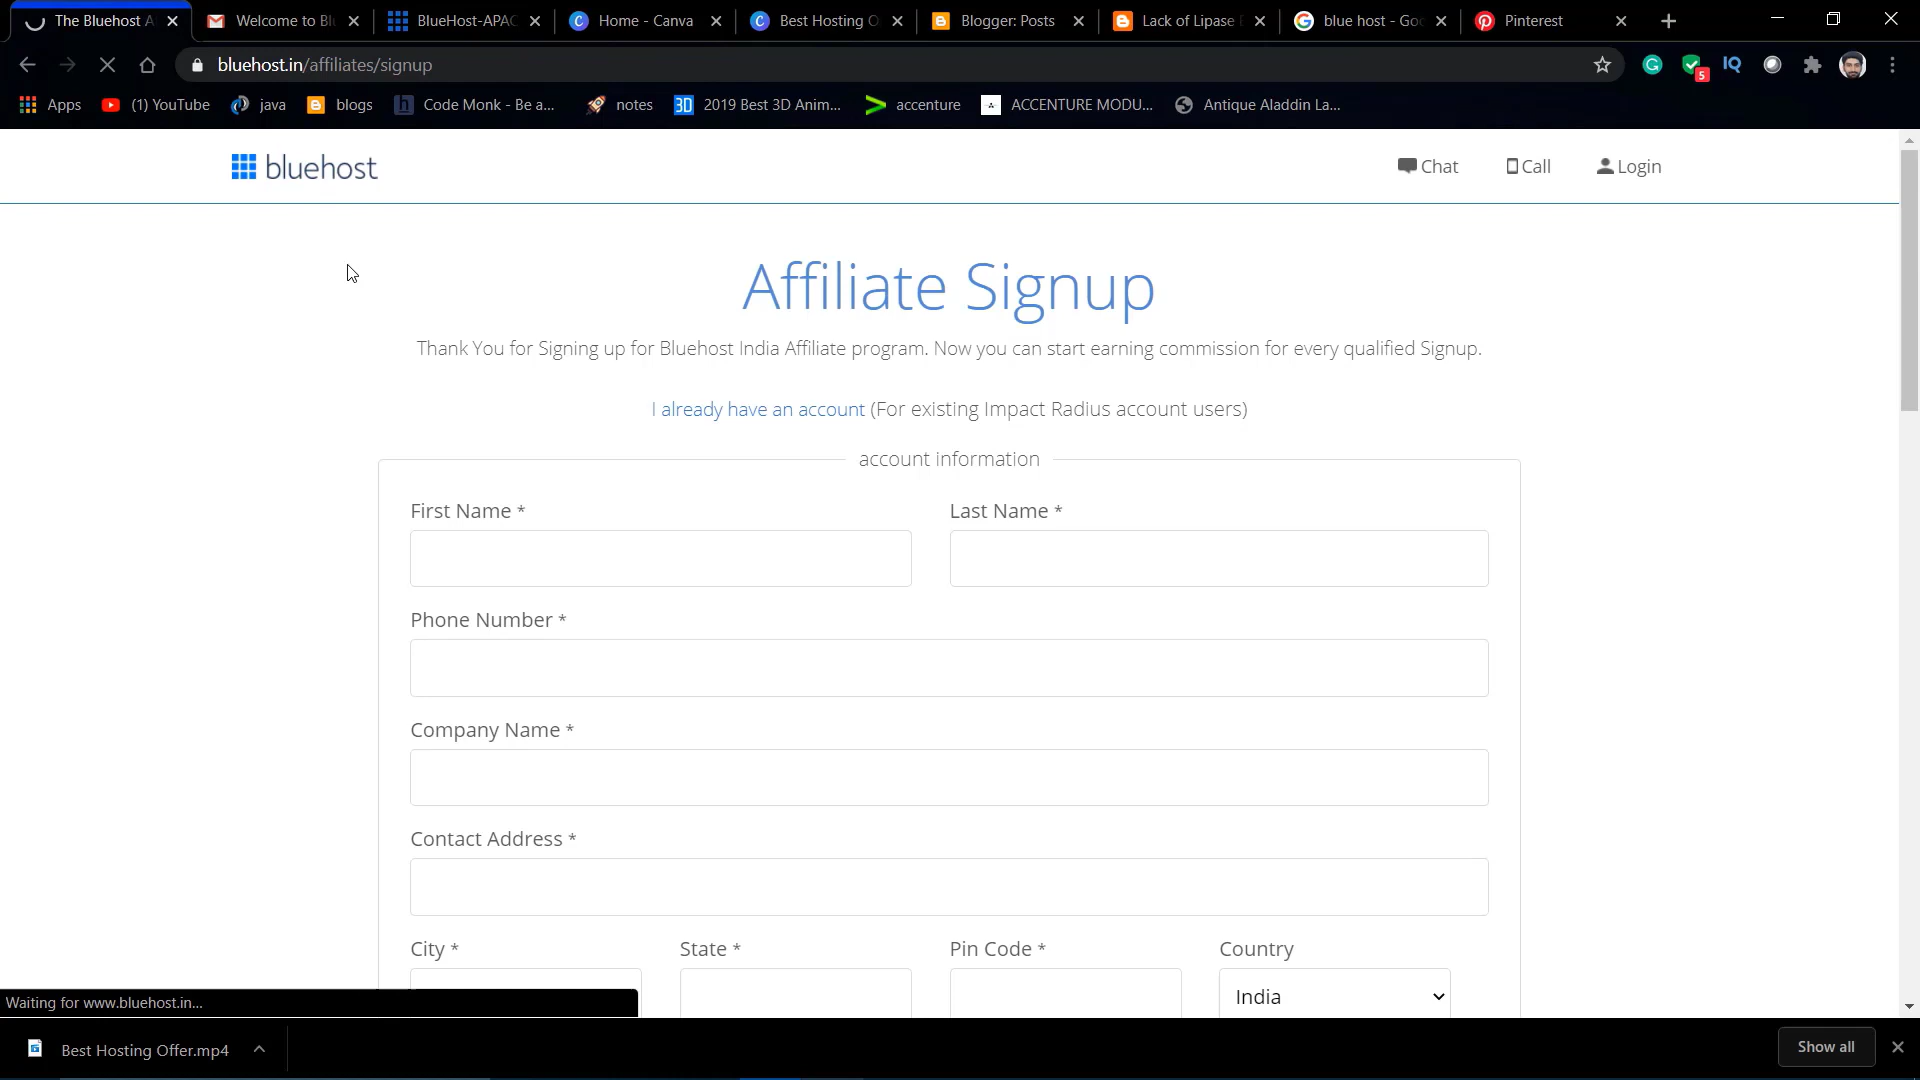 The Bluehost A
Welcome to Bl
BlueHost-APAC
Home - Canva
Best Hosting O
Blogger: Posts
Lack of Lipase
blue host - Goo
Pinterest
bluehost.in/affiliates/signup
5
IQ
Apps
(1) YouTube
java
blogs
Code Monk - Be a...
notes
3D
2019 Best 3D Anim...
accenture
ACCENTURE MODU...
Antique Aladdin La...
bluehost
Chat
Call
Login
Affiliate Signup
Thank You for Signing up for Bluehost India Affiliate program. Now you can start earning commission for every qualified Signup.
I already have an account (For existing Impact Radius account users)
account information
First Name *
Last Name *
Phone Number *
Company Name *
Contact Address *
City *
State *
Pin Code *
Country
India
Waiting for www.bluehost.in...
Best Hosting Offer.mp4
Show all